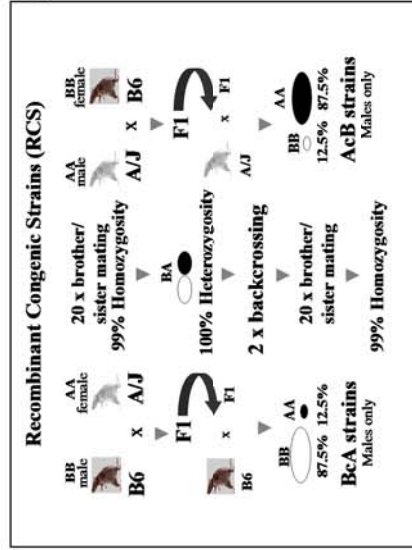 Recombinant Congenic Strains (RCS)
BB
male
AA
female
B6
x
A/J
F1
B6
x
F1
BB
AA
87.5%
12.5%
BcA strains
Males only
20 x brother/
sister mating
99% Homozygosity
BA
100% Heterozygosity
2 x backcrossing
20 x brother/
sister mating
99% Homozygosity
AA
male
BB
female
A/J
x
B6
F1
A/J
x
F1
BB
AA
12.5%
87.5%
AcB strains
Males only